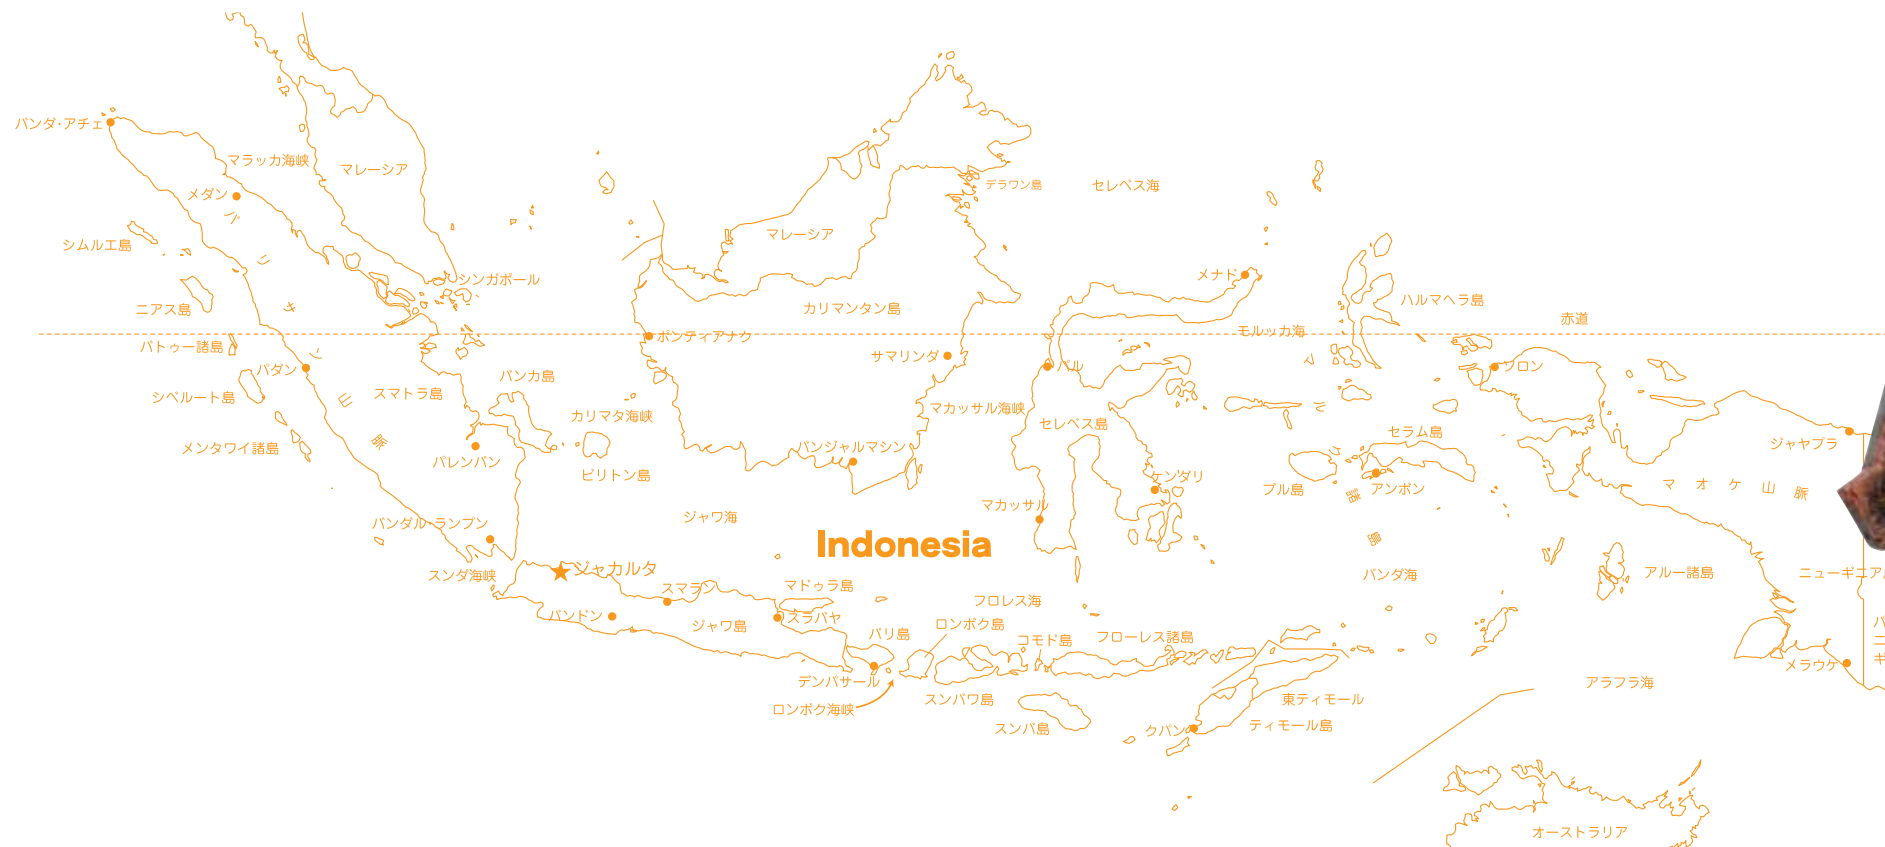 バンダ・アチェ
マラッカ海峡
マレーシア
メダン
バリサン山脈
シムルエ島
シンガポール
ニアス島
バトゥー諸島
パダン
シベルート島
スマトラ島
バンカ島
メンタワイ諸島
パレンバン
カリマタ海峡
ビリトン島
バンダル・ランプン
スンダ海峡
デラワン島
セレベス海
マレーシア
カリマンタン島
ポンティアナク
サマリンダ
マカッサル海峡
バンジャルマシン
ジャワ海
Indonesia
メナド
モルッカ海
パル
セレベス島
ケンダリ
マカッサル
ハルマヘラ島
赤道
マルク諸島
ソロン
セラム島
ブル島
アンボン
バンダ海
ジャヤプラ
マオケ山脈
アルー諸島
ニューギニア
メラウケ
アラフラ海
オーストラリア
ジャカルタ
スマラン
バンドン
ジャワ島
マドゥラ島
スラバヤ
バリ島
デンパサール
ロンボク海峡
ロンボク島
フロレス海
コモド島
フローレス諸島
スンバワ島
スンバ島
クパン
東ティモール
ティモール島